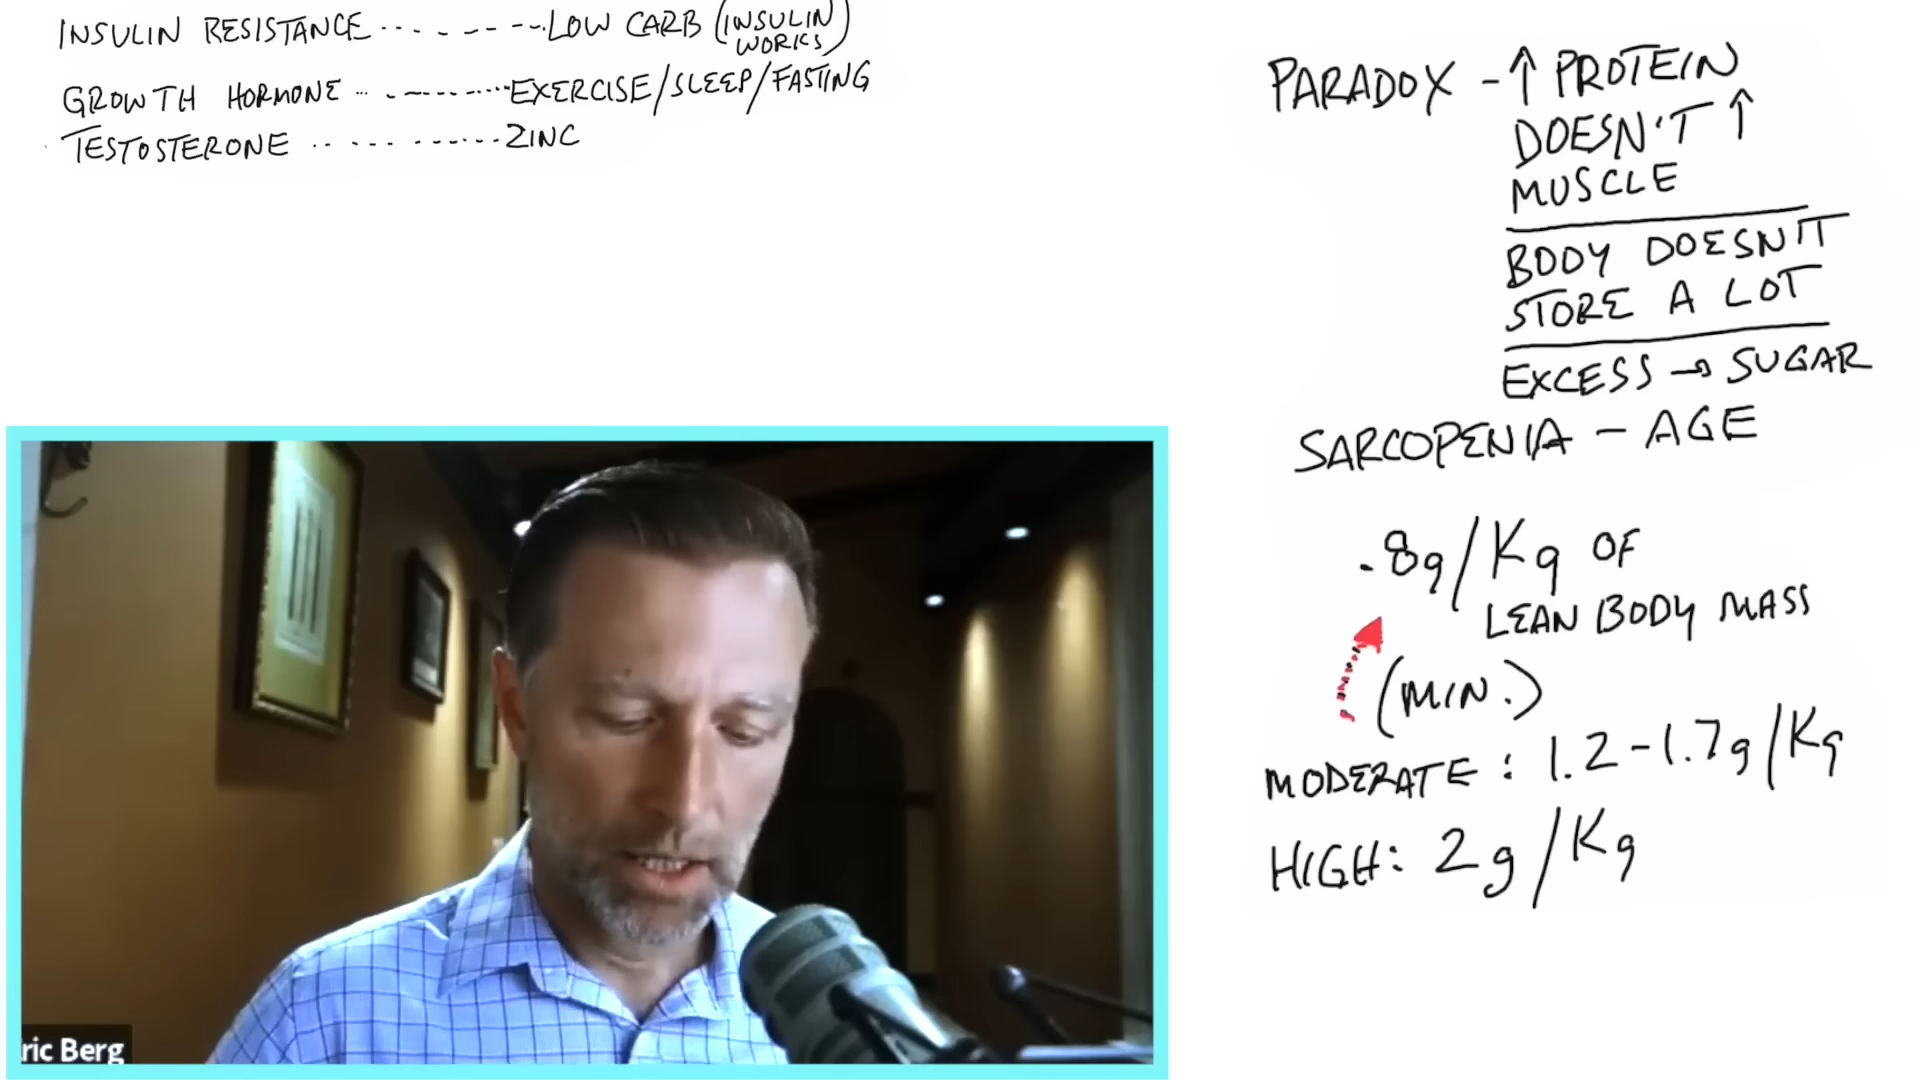 INSULIN RESISTANCE ... - - - -- LOW CARB (INSULIN WORKS)
GROWTH HORMONE ... - ------.... EXERCISE/SLEEP/FASTING
TESTOSTERONE .. ... ........ ZINC
PARADOX - ↑ PROTEIN
DOESN'T ↑
MUSCLE
BODY DOESN'T
STORE A LOT
EXCESS → SUGAR
SARCOPENIA - AGE
.8g/Kg OF
LEAN BODY MASS
(MIN.)
MODERATE : 1.2-1.7g/Kg
HIGH: 2g/Kg
ric Berg